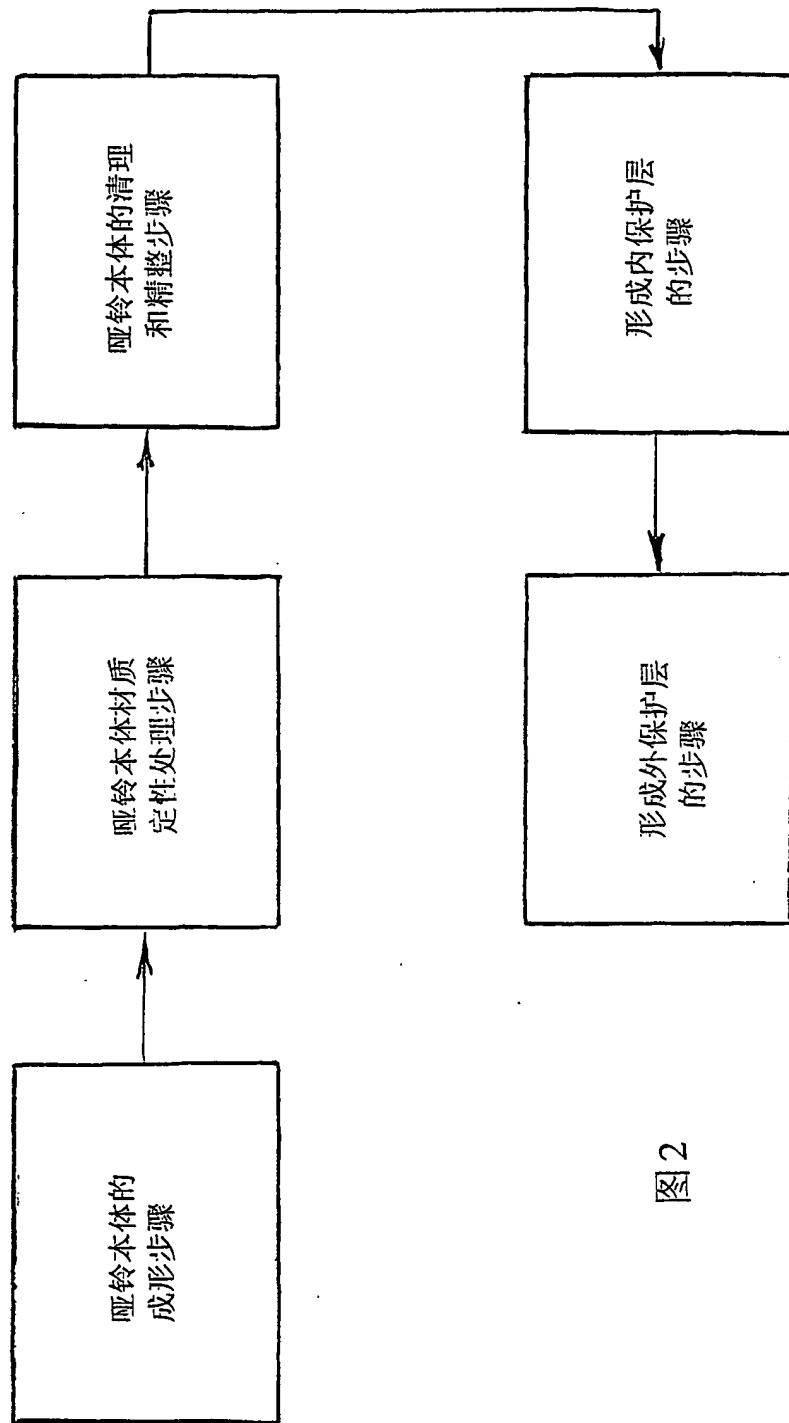 哑铃本体的
成形步骤
哑铃本体材质
定性处理步骤
哑铃本体的清理
和精整步骤
形成内保护层
的步骤
形成外保护层
的步骤
图2